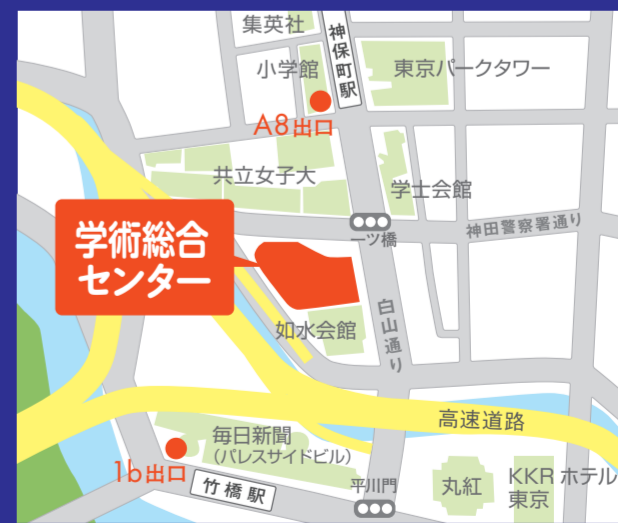 集英社
小学館
神保町駅
東京パークタワー
A8出口
共立女子大
学士会館
一ツ橋
神田警察署通り
学術総合
センター
白山通り
如水会館
高速道路
毎日新聞
(パレスサイドビル)
1b出口
竹橋駅
平川門
丸紅
KKR ホテル
東京